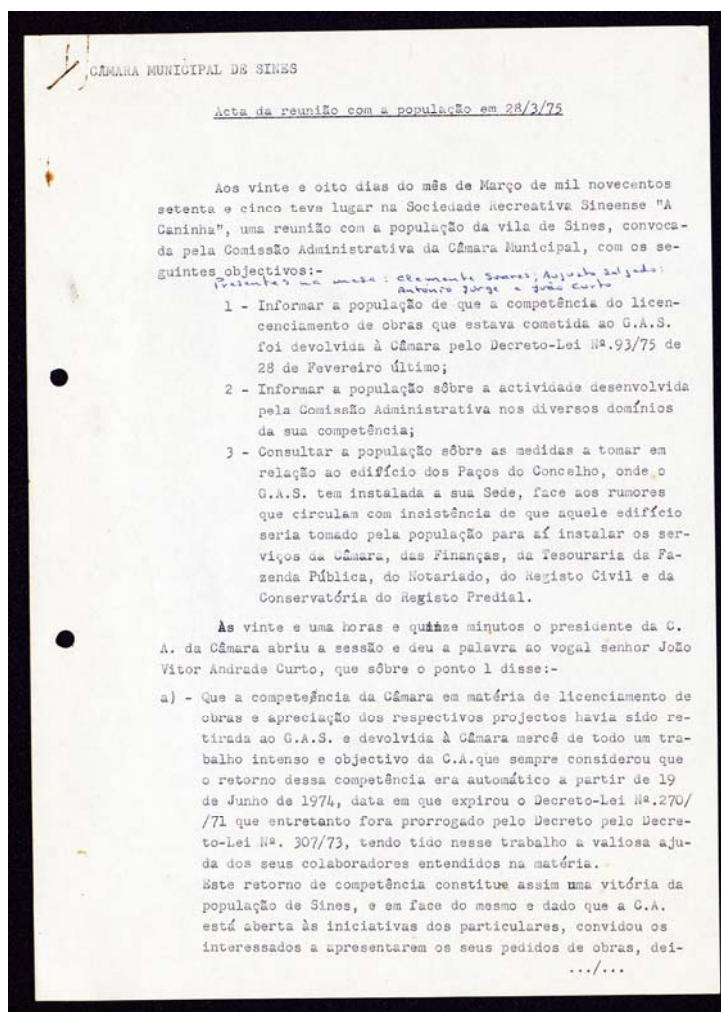 CÂMARA MUNICIPAL DE SINES
Acta da reunião com a população em 28/3/75
Aos vinte e oito dias do mês de Março de mil novecentos
setenta e cinco teve lugar na Sociedade Recreativa Sineense "A
Caninha", uma reunião com a população da vila de Sines, convoca-
da pela Comissão Administrativa da Câmara Municipal, com os se-
guintes objectivos:-
Presentes na mesa: Clemente Soares; Augusto Salgado;
António Jorge e João Curto
1 - Informar a população de que a competência do licen-
cenciamento de obras que estava cometida ao G.A.S.
foi devolvida à Câmara pelo Decreto-Lei Nº.93/75 de
28 de Fevereiro último;
2 - Informar a população sôbre a actividade desenvolvida
pela Comissão Administrativa nos diversos domínios
da sua competência;
3 - Consultar a população sôbre as medidas a tomar em
relação ao edifício dos Paços do Concelho, onde o
G.A.S. tem instalada a sua Sede, face aos rumores
que circulam com insistência de que aquele edifício
seria tomado pela população para aí instalar os ser-
viços da Câmara, das Finanças, da Tesouraria da Fa-
zenda Pública, do Notariado, do Registo Civil e da
Conservatória do Registo Predial.
Às vinte e uma horas e quinze minutos o presidente da C.
A. da Câmara abriu a sessão e deu a palavra ao vogal senhor João
Vitor Andrade Curto, que sôbre o ponto 1 disse:-
a) - Que a competência da Câmara em matéria de licenciamento de
obras e apreciação dos respectivos projectos havia sido re-
tirada ao G.A.S. e devolvida à Câmara mercê de todo um tra-
balho intenso e objectivo da C.A.que sempre considerou que
o retorno dessa competência era automático a partir de 19
de Junho de 1974, data em que expirou o Decreto-Lei Nº.270/
/71 que entretanto fora prorrogado pelo Decreto pelo Decre-
to-Lei Nº. 307/73, tendo tido nesse trabalho a valiosa aju-
da dos seus colaboradores entendidos na matéria.
Este retorno de competência constitue assim uma vitória da
população de Sines, e em face do mesmo e dado que a C.A.
está aberta às iniciativas dos particulares, convidou os
interessados a apresentarem os seus pedidos de obras, dei-
.../...